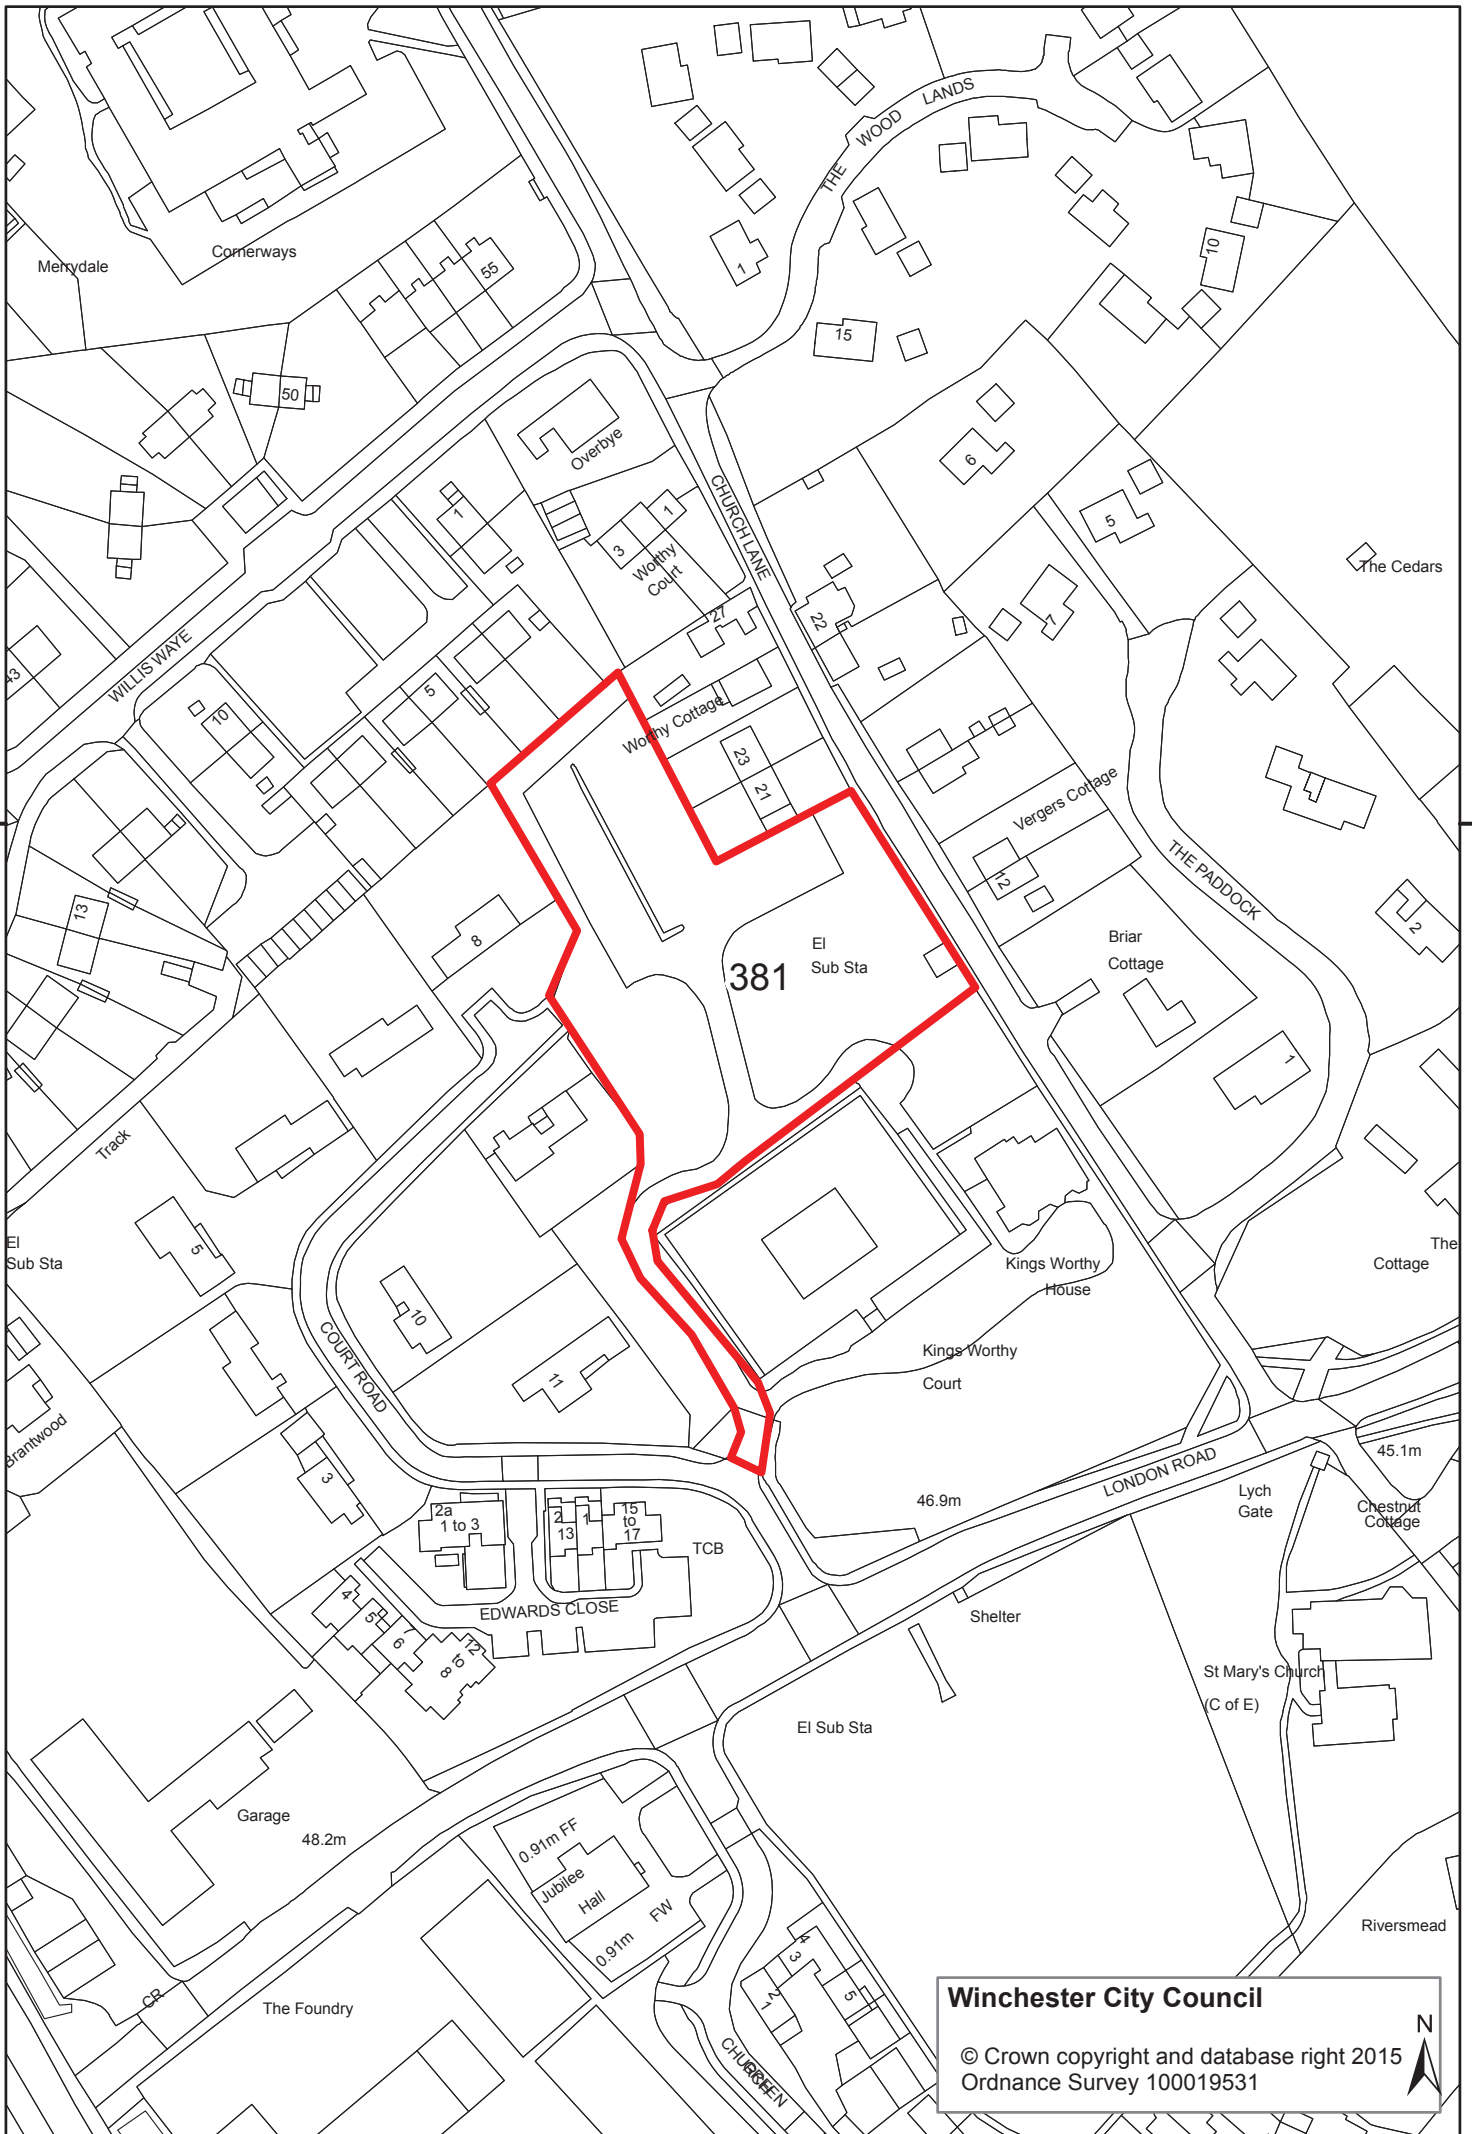 THE WOOD LANDS
Cornerways
Merrydale
55
1
10
15
50
Overbye
6
CHURCH LANE
1
1
3
Worthy
Court
5
The Cedars
27
22
7
WILLIS WAYE
43
5
10
Worthy Cottage
23
21
Vergers Cottage
12
THE PADDOCK
13
8
2
El
Sub Sta
381
Briar
Cottage
1
Track
5
El
Sub Sta
The
Cottage
Kings Worthy
House
10
COURT ROAD
Kings Worthy
Court
11
Brantwood
3
LONDON ROAD
45.1m
46.9m
Lych
Gate
Chestnut
Cottage
2a
1 to 3
2
13
1
15
to
17
TCB
EDWARDS CLOSE
4
5
6
7
12
to
8
Shelter
St Mary's Church
(C of E)
El Sub Sta
Garage
48.2m
0.91m FF
Jubilee
Hall
FW
0.91m
Riversmead
CR
The Foundry
4
3
2
1
5
CHURCH
GREEN
Winchester City Council
N
© Crown copyright and database right 2015
Ordnance Survey 100019531